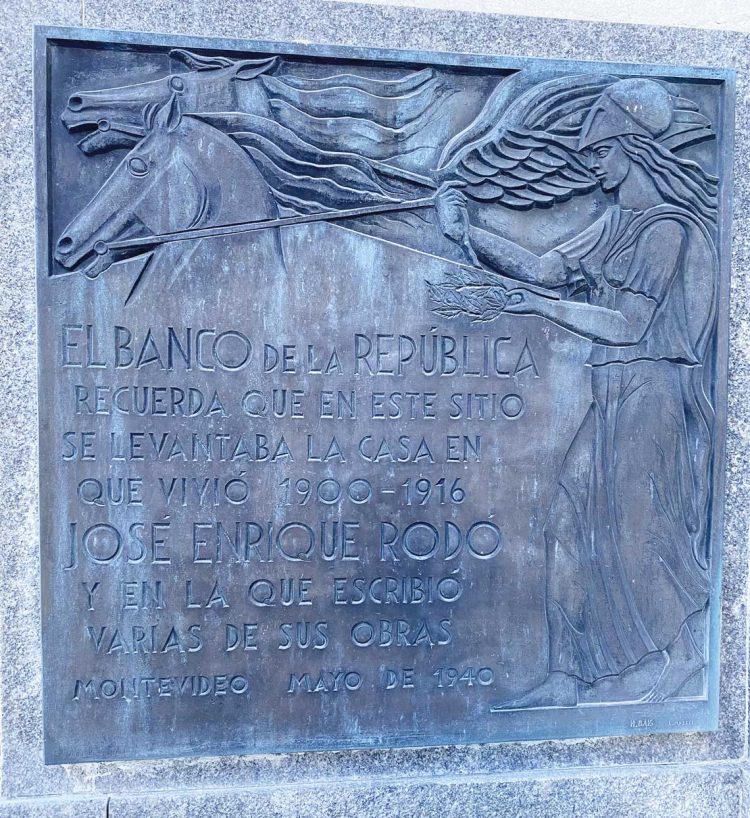 EL BANCO DE LA REPÚBLICA
RECUERDA QUE EN ESTE SITIO
SE LEVANTABA LA CASA EN
QUE VIVIÓ 1900-1916
JOSÉ ENRIQUE RODÓ
Y EN LA QUE ESCRIBIÓ
VARIAS DE SUS OBRAS
MONTEVIDEO MAYO DE 1940